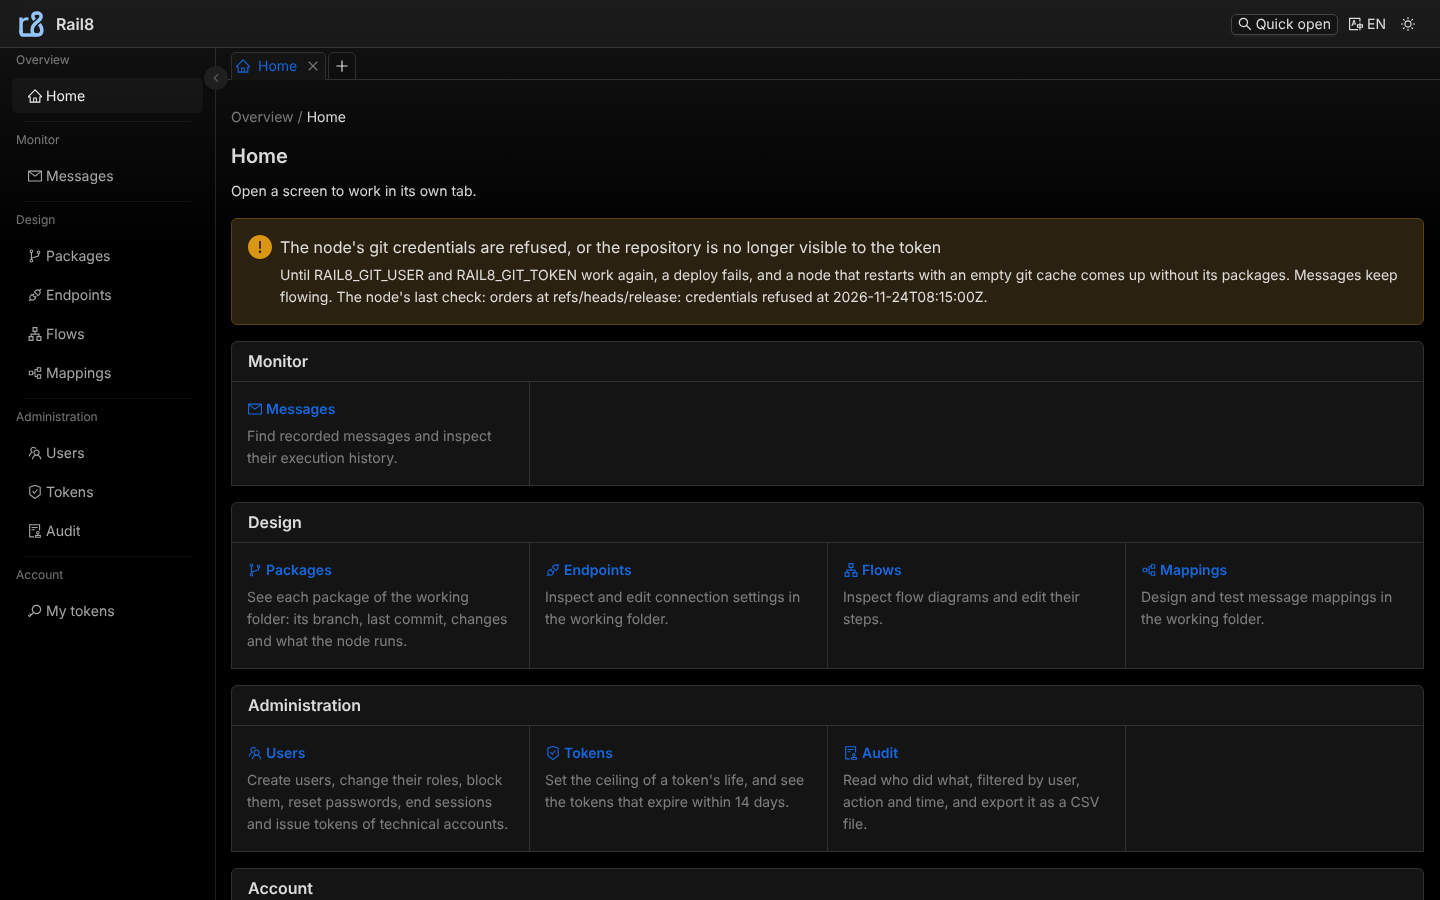 r8 Rail8
Quick open
EN
Overview
Home
Monitor
Messages
Design
Packages
Endpoints
Flows
Mappings
Administration
Users
Tokens
Audit
Account
My tokens
Home
Overview / Home
Home
Open a screen to work in its own tab.
The node's git credentials are refused, or the repository is no longer visible to the token
Until RAIL8_GIT_USER and RAIL8_GIT_TOKEN work again, a deploy fails, and a node that restarts with an empty git cache comes up without its packages. Messages keep
flowing. The node's last check: orders at refs/heads/release: credentials refused at 2026-11-24T08:15:00Z.
Monitor
Messages
Find recorded messages and inspect
their execution history.
Design
Packages
See each package of the working
folder: its branch, last commit, changes
and what the node runs.
Endpoints
Inspect and edit connection settings in
the working folder.
Flows
Inspect flow diagrams and edit their
steps.
Mappings
Design and test message mappings in
the working folder.
Administration
Users
Create users, change their roles, block
them, reset passwords, end sessions
and issue tokens of technical accounts.
Tokens
Set the ceiling of a token's life, and see
the tokens that expire within 14 days.
Audit
Read who did what, filtered by user,
action and time, and export it as a CSV
file.
Account